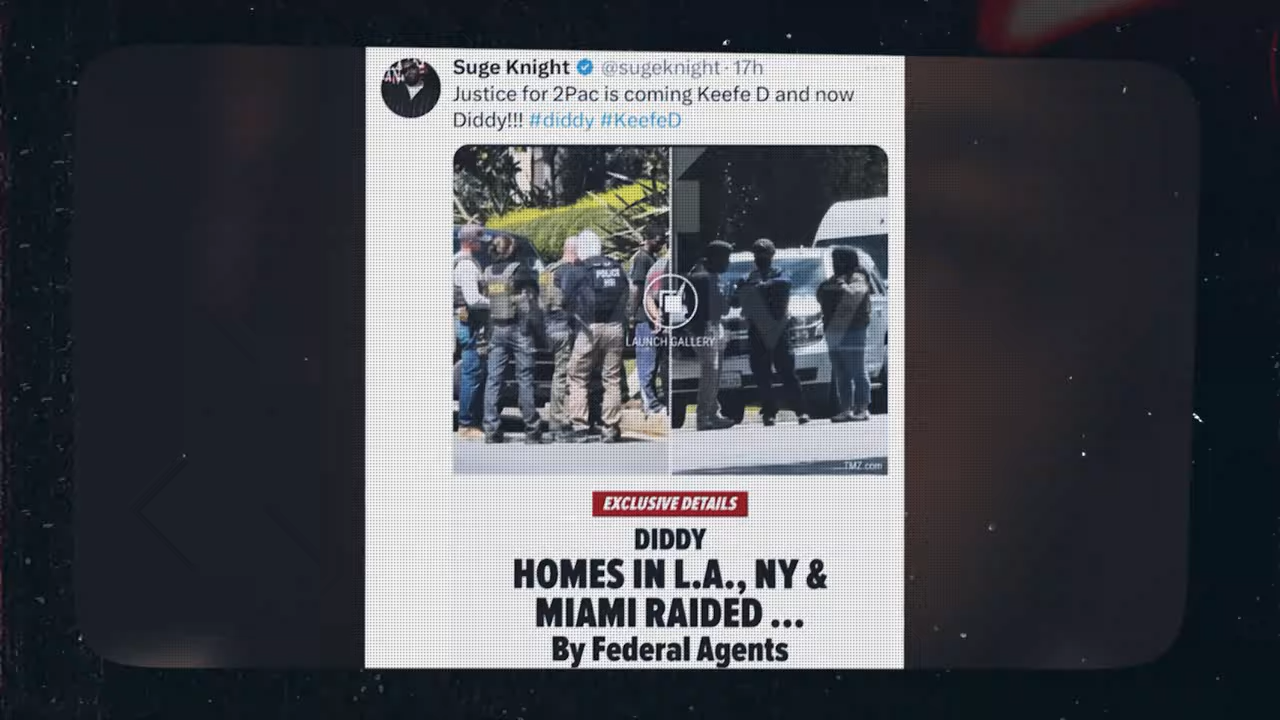 Suge Knight @sugeknight · 17h
Justice for 2Pac is coming Keefe D and now
Diddy!!! #diddy #KeefeD
POLICE
LAUNCH GALLERY
TMZ.com
EXCLUSIVE DETAILS
DIDDY
HOMES IN L.A., NY &
MIAMI RAIDED ...
By Federal Agents